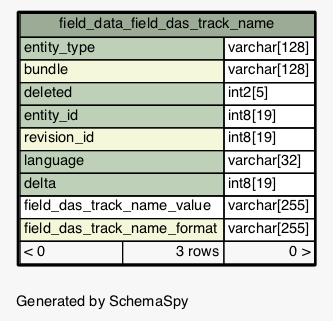 field_data_field_das_track_name
entity_type varchar[128]
bundle varchar[128]
deleted int2[5]
entity_id int8[19]
revision_id int8[19]
language varchar[32]
delta int8[19]
field_das_track_name_value varchar[255]
field_das_track_name_format varchar[255]
< 0 3 rows 0 >
Generated by SchemaSpy